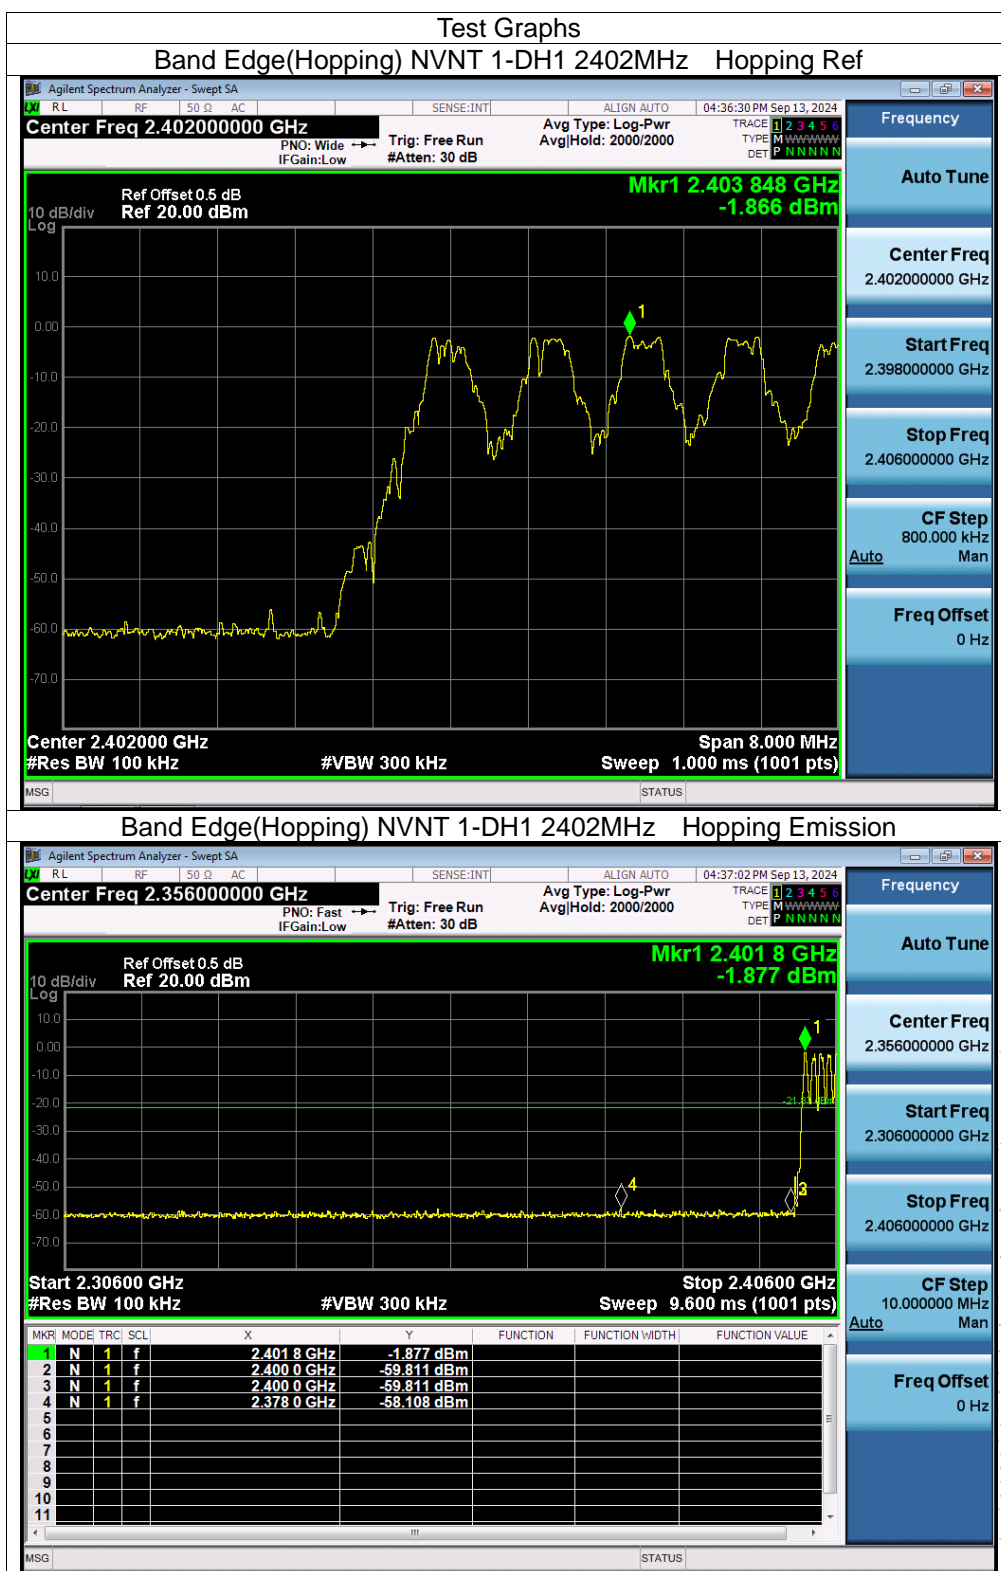 Test Graphs
Band Edge(Hopping) NVNT 1-DH1 2402MHz Hopping Ref
Agilent Spectrum Analyzer - Swept SA
LXI RL RF 50 Ω AC SENSE:INT ALIGN AUTO 04:36:30 PM Sep 13, 2024
Center Freq 2.402000000 GHz
PNO: Wide
IFGain:Low
Trig: Free Run
#Atten: 30 dB
Avg Type: Log-Pwr
Avg|Hold: 2000/2000
TRACE 1 2 3 4 5 6
TYPE M WWWWW
DET P N N N N N
Frequency
Mkr1 2.403 848 GHz
-1.866 dBm
Ref Offset 0.5 dB
10 dB/div Ref 20.00 dBm
Log
10.0
0.00
-10.0
-20.0
-30.0
-40.0
-50.0
-60.0
-70.0
1
Center 2.402000 GHz Span 8.000 MHz
#Res BW 100 kHz #VBW 300 kHz Sweep 1.000 ms (1001 pts)
MSG STATUS
Auto Tune
Center Freq
2.402000000 GHz
Start Freq
2.398000000 GHz
Stop Freq
2.406000000 GHz
CF Step
800.000 kHz
Auto Man
Freq Offset
0 Hz
Band Edge(Hopping) NVNT 1-DH1 2402MHz Hopping Emission
Agilent Spectrum Analyzer - Swept SA
LXI RL RF 50 Ω AC SENSE:INT ALIGN AUTO 04:37:02 PM Sep 13, 2024
Center Freq 2.356000000 GHz
PNO: Fast
IFGain:Low
Trig: Free Run
#Atten: 30 dB
Avg Type: Log-Pwr
Avg|Hold: 2000/2000
TRACE 1 2 3 4 5 6
TYPE M WWWWW
DET P N N N N N
Frequency
Mkr1 2.401 8 GHz
-1.877 dBm
Ref Offset 0.5 dB
10 dB/div Ref 20.00 dBm
Log
10.0
0.00
-10.0
-20.0
-30.0
-40.0
-50.0
-60.0
-70.0
1
4
3
Start 2.30600 GHz Stop 2.40600 GHz
#Res BW 100 kHz #VBW 300 kHz Sweep 9.600 ms (1001 pts)
MKR MODE TRC SCL X Y FUNCTION FUNCTION WIDTH FUNCTION VALUE
1 N 1 f 2.401 8 GHz -1.877 dBm
2 N 1 f 2.400 0 GHz -59.811 dBm
3 N 1 f 2.400 0 GHz -59.811 dBm
4 N 1 f 2.378 0 GHz -58.108 dBm
5
6
7
8
9
10
11
MSG STATUS
Auto Tune
Center Freq
2.356000000 GHz
Start Freq
2.306000000 GHz
Stop Freq
2.406000000 GHz
CF Step
10.000000 MHz
Auto Man
Freq Offset
0 Hz